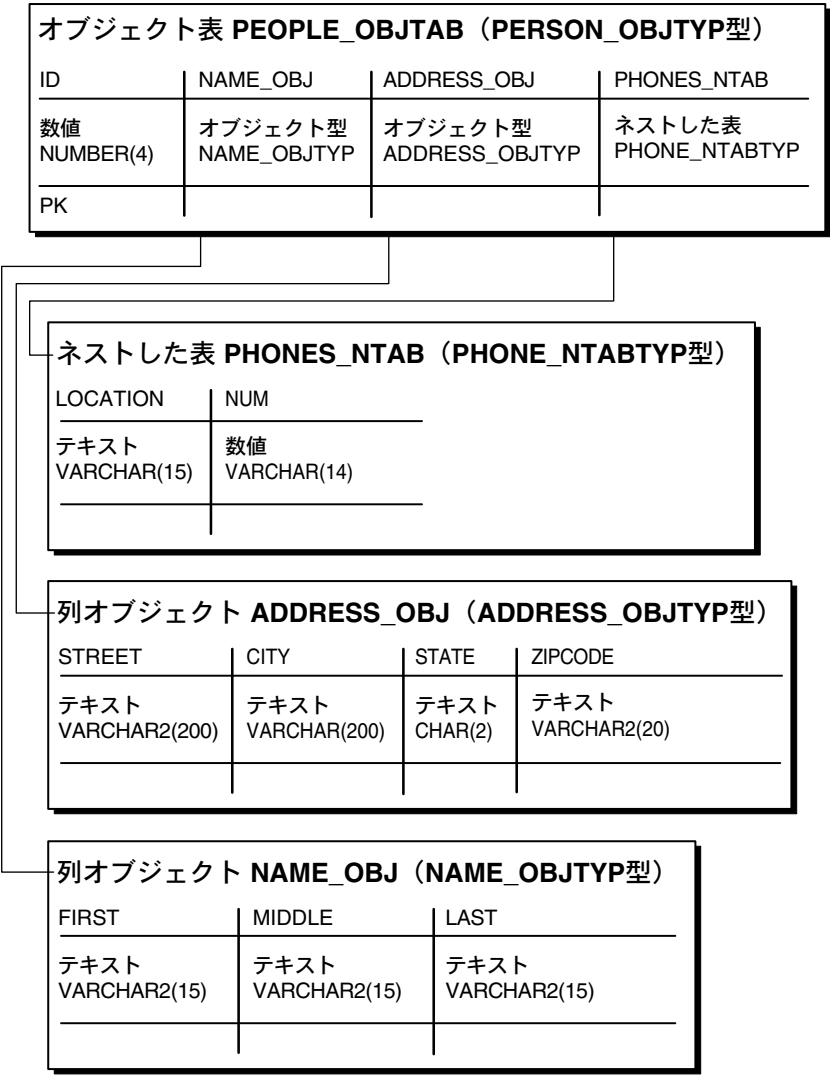 オブジェクト表 PEOPLE_OBJTAB（PERSON_OBJTYP型）
ID NAME_OBJ ADDRESS_OBJ PHONES_NTAB
数値 オブジェクト型 オブジェクト型 ネストした表
NUMBER(4) NAME_OBJTYP ADDRESS_OBJTYP PHONE_NTABTYP
PK
ネストした表 PHONES_NTAB（PHONE_NTABTYP型）
LOCATION NUM
テキスト 数値
VARCHAR(15) VARCHAR(14)
列オブジェクト ADDRESS_OBJ（ADDRESS_OBJTYP型）
STREET CITY STATE ZIPCODE
テキスト テキスト テキスト テキスト
VARCHAR2(200) VARCHAR(200) CHAR(2) VARCHAR2(20)
列オブジェクト NAME_OBJ（NAME_OBJTYP型）
FIRST MIDDLE LAST
テキスト テキスト テキスト
VARCHAR2(15) VARCHAR2(15) VARCHAR2(15)